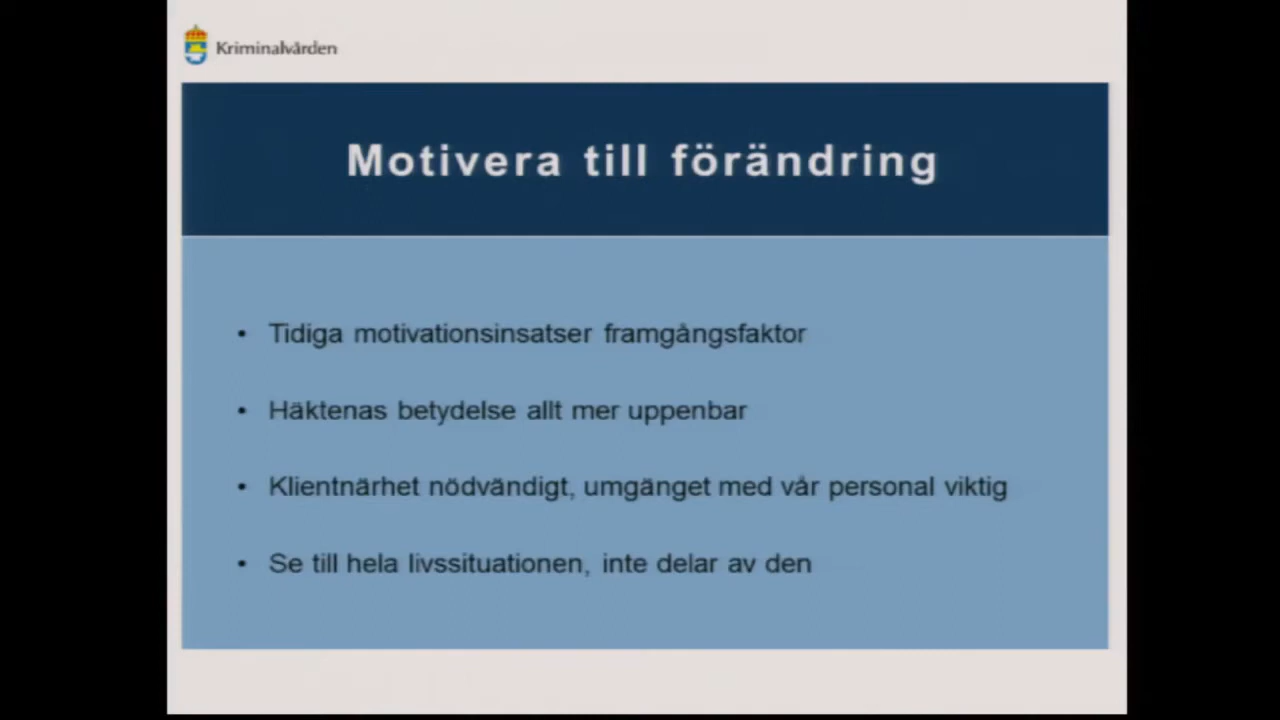 Kriminalvården
Motivera till förändring
• Tidiga motivationsinsatser framgångsfaktor
• Häktenas betydelse allt mer uppenbar
• Klientnärhet nödvändigt, umgänget med vår personal viktig
• Se till hela livssituationen, inte delar av den